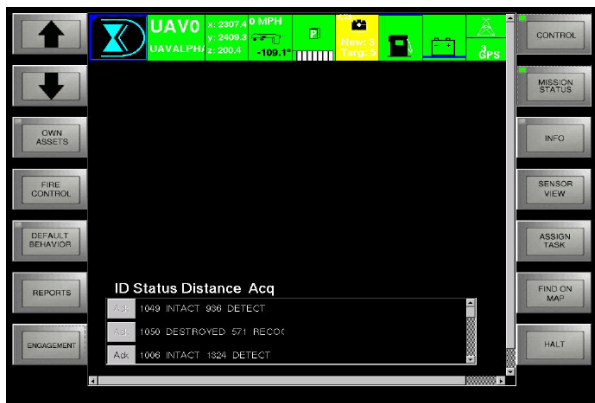 UAV0 x: 2307.4 0 MPH
UAVALPH y: 2409.3
z: 200.4 -109.1°
P
New: 3
Targ: 5
3
GPS
CONTROL
MISSION
STATUS
OWN
ASSETS
INFO
FIRE
CONTROL
SENSOR
VIEW
DEFAULT
BEHAVIOR
ASSIGN
TASK
REPORTS
FIND ON
MAP
ENGAGEMENT
HALT
ID Status Distance Acq
Ack 1049 INTACT 936 DETECT
Ack 1050 DESTROYED 571 RECO
Ack 1006 INTACT 1324 DETECT